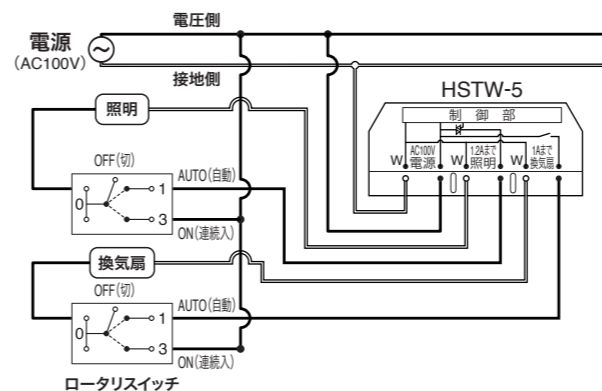 電圧側
電源
(AC100V)
接地側
HSTW-5
制御部
照明
AC100V
電源
1.2Aまで
照明
1Aまで
換気扇
W
W
W
OFF(切)
AUTO(自動)
0
1
3
ON(連続入)
換気扇
OFF(切)
AUTO(自動)
0
1
3
ON(連続入)
ロータリスイッチ